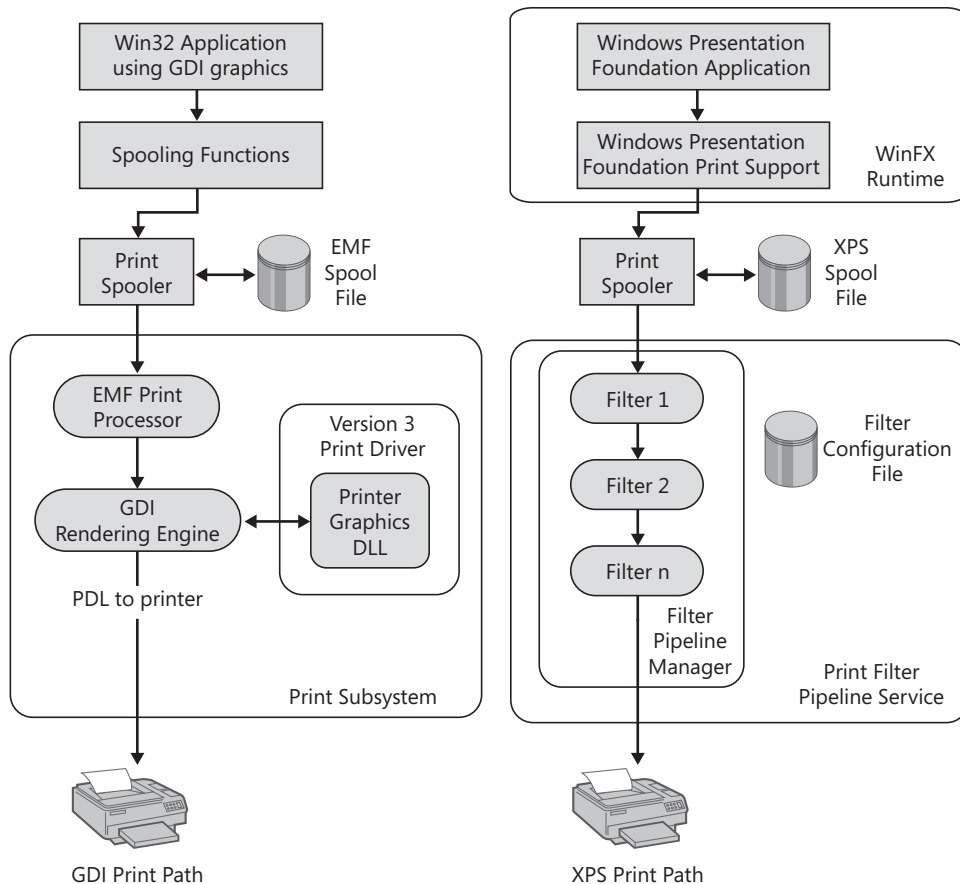 Win32 Application
using GDI graphics
Spooling Functions
Print
Spooler
EMF
Spool
File
EMF Print
Processor
Version 3
Print Driver
GDI
Rendering Engine
Printer
Graphics
DLL
PDL to printer
Print Subsystem
GDI Print Path
Windows Presentation
Foundation Application
Windows Presentation
Foundation Print Support
WinFX
Runtime
Print
Spooler
XPS
Spool
File
Filter 1
Filter 2
Filter n
Filter
Configuration
File
Filter
Pipeline
Manager
Print Filter
Pipeline Service
XPS Print Path